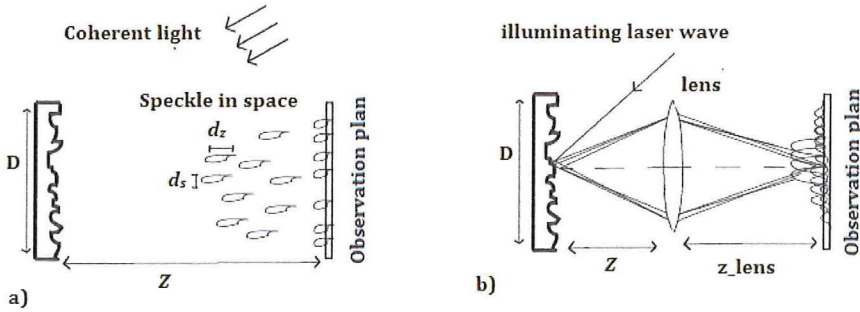 Coherent light
Speckle in space
d_z
d_s
D
Z
Observation plan
a)
illuminating laser wave
lens
D
Z
z_lens
Observation plan
b)